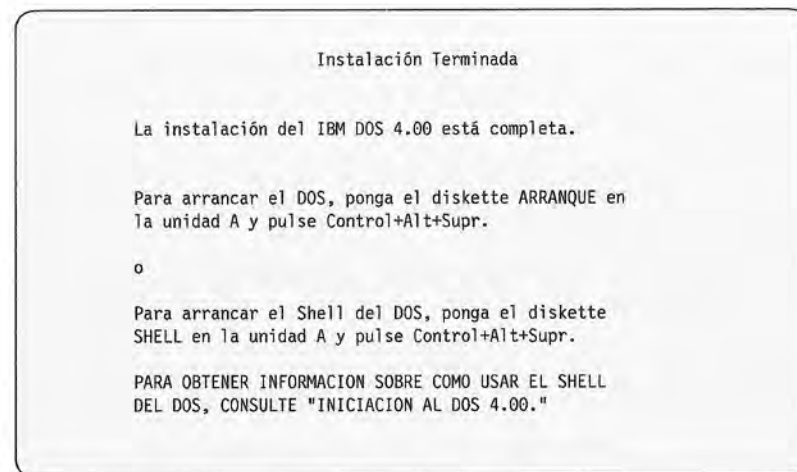 Instalación Terminada
La instalación del IBM DOS 4.00 está completa.
Para arrancar el DOS, ponga el diskette ARRANQUE en
la unidad A y pulse Control+Alt+Supr.
o
Para arrancar el Shell del DOS, ponga el diskette
SHELL en la unidad A y pulse Control+Alt+Supr.
PARA OBTENER INFORMACION SOBRE COMO USAR EL SHELL
DEL DOS, CONSULTE "INICIACION AL DOS 4.00."